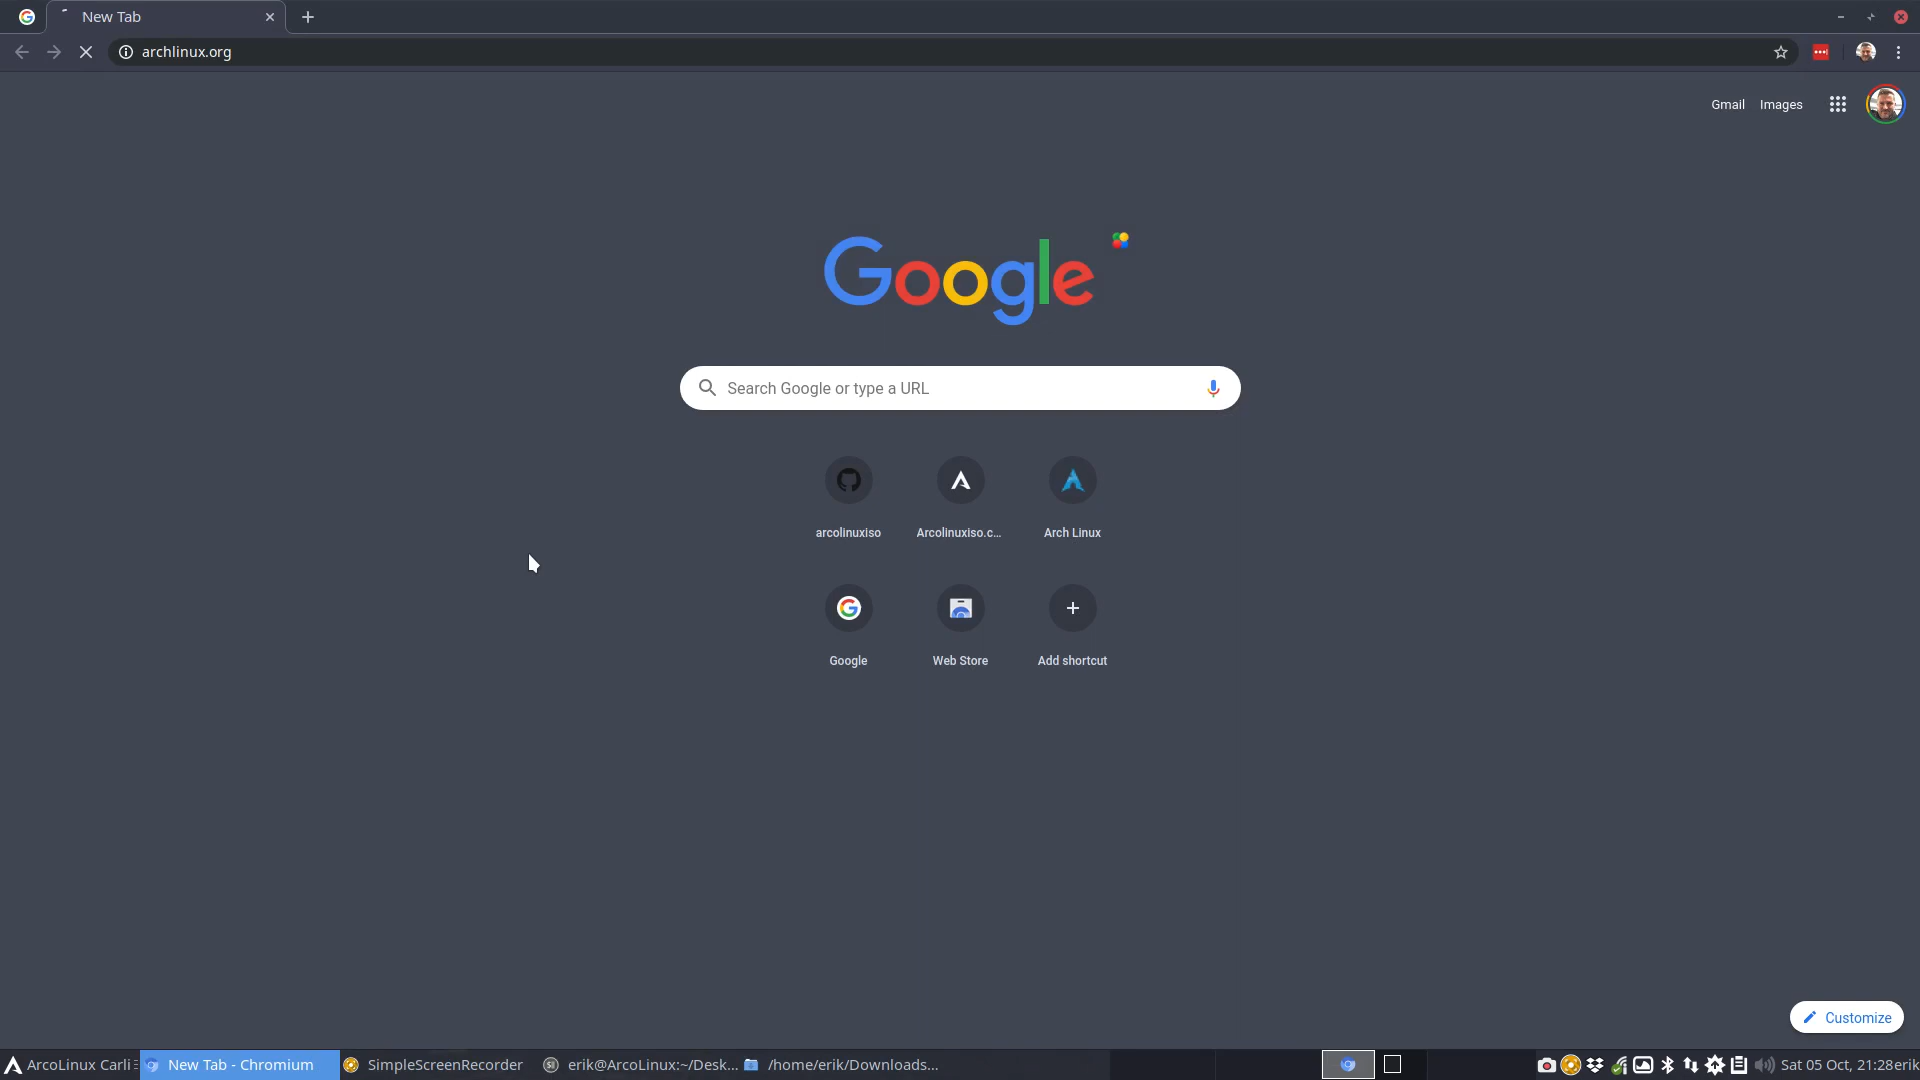 New Tab
archlinux.org
Gmail Images
Google
Search Google or type a URL
arcolinuxiso Arcolinuxiso.c... Arch Linux
Google Web Store Add shortcut
Customize
ArcoLinux Carli New Tab - Chromium SimpleScreenRecorder erik@ArcoLinux:~/Desk... /home/erik/Downloads... Sat 05 Oct, 21:28 erik